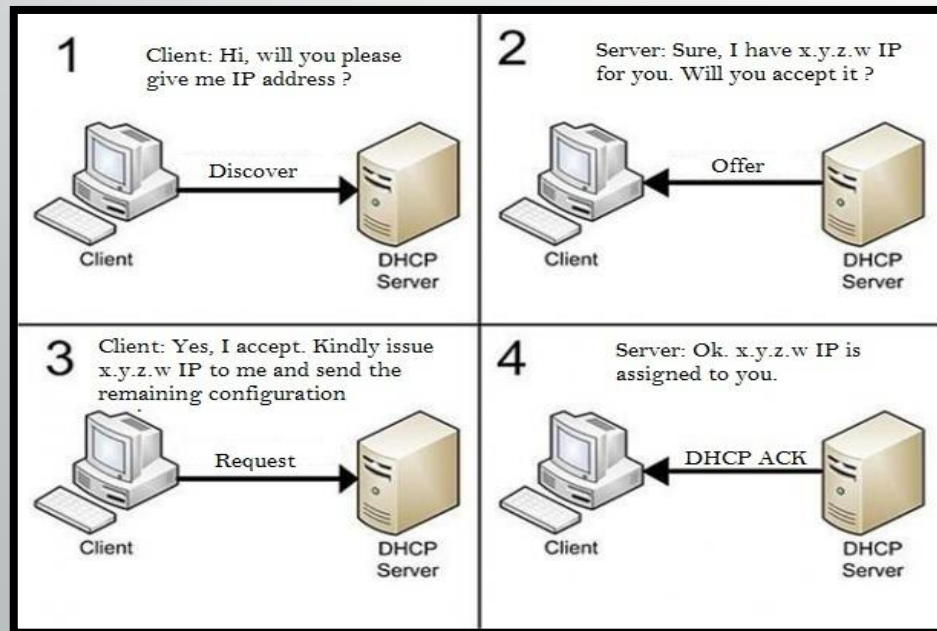 1
Client: Hi, will you please
give me IP address ?
Discover
Client
DHCP
Server
2
Server: Sure, I have x.y.z.w IP
for you. Will you accept it ?
Offer
Client
DHCP
Server
3
Client: Yes, I accept. Kindly issue
x.y.z.w IP to me and send the
remaining configuration
Request
Client
DHCP
Server
4
Server: Ok. x.y.z.w IP is
assigned to you.
DHCP ACK
Client
DHCP
Server